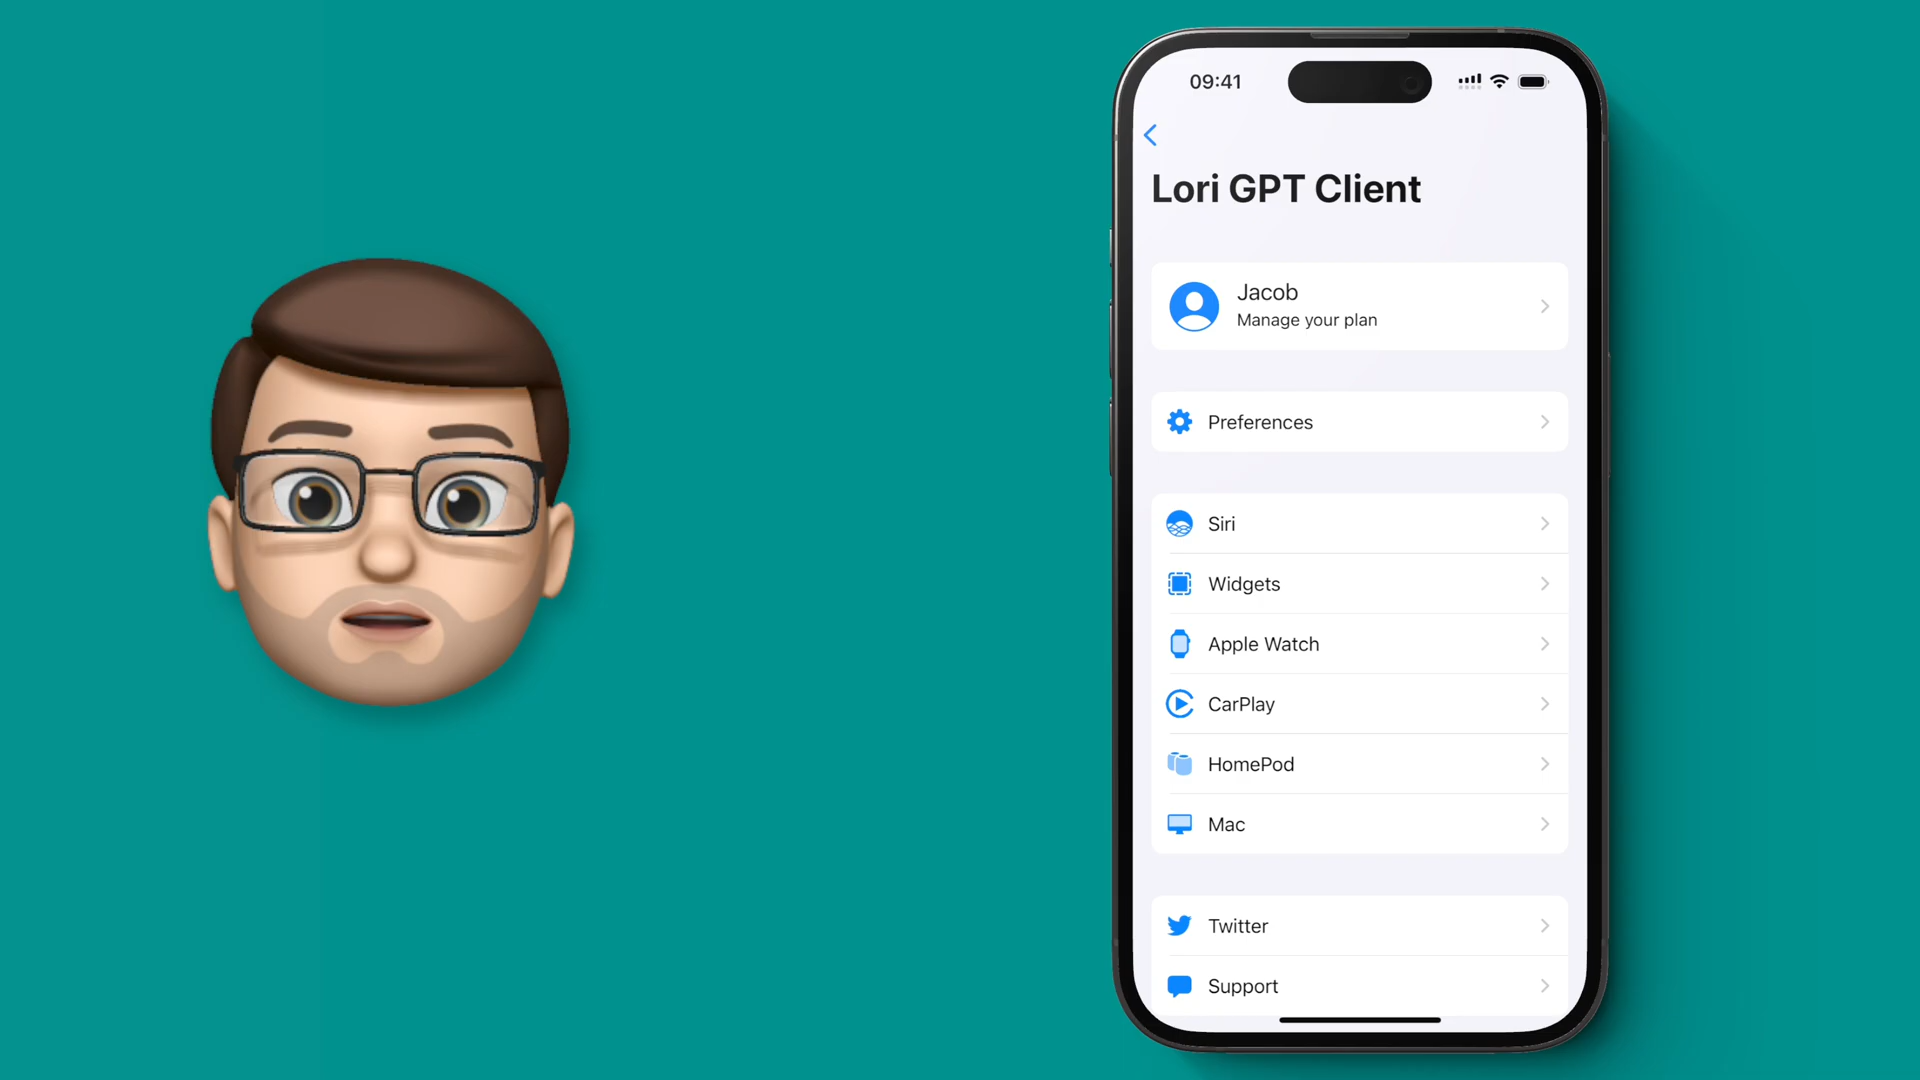 09:41
Lori GPT Client
Jacob
Manage your plan
Preferences
Siri
Widgets
Apple Watch
CarPlay
HomePod
Mac
Twitter
Support